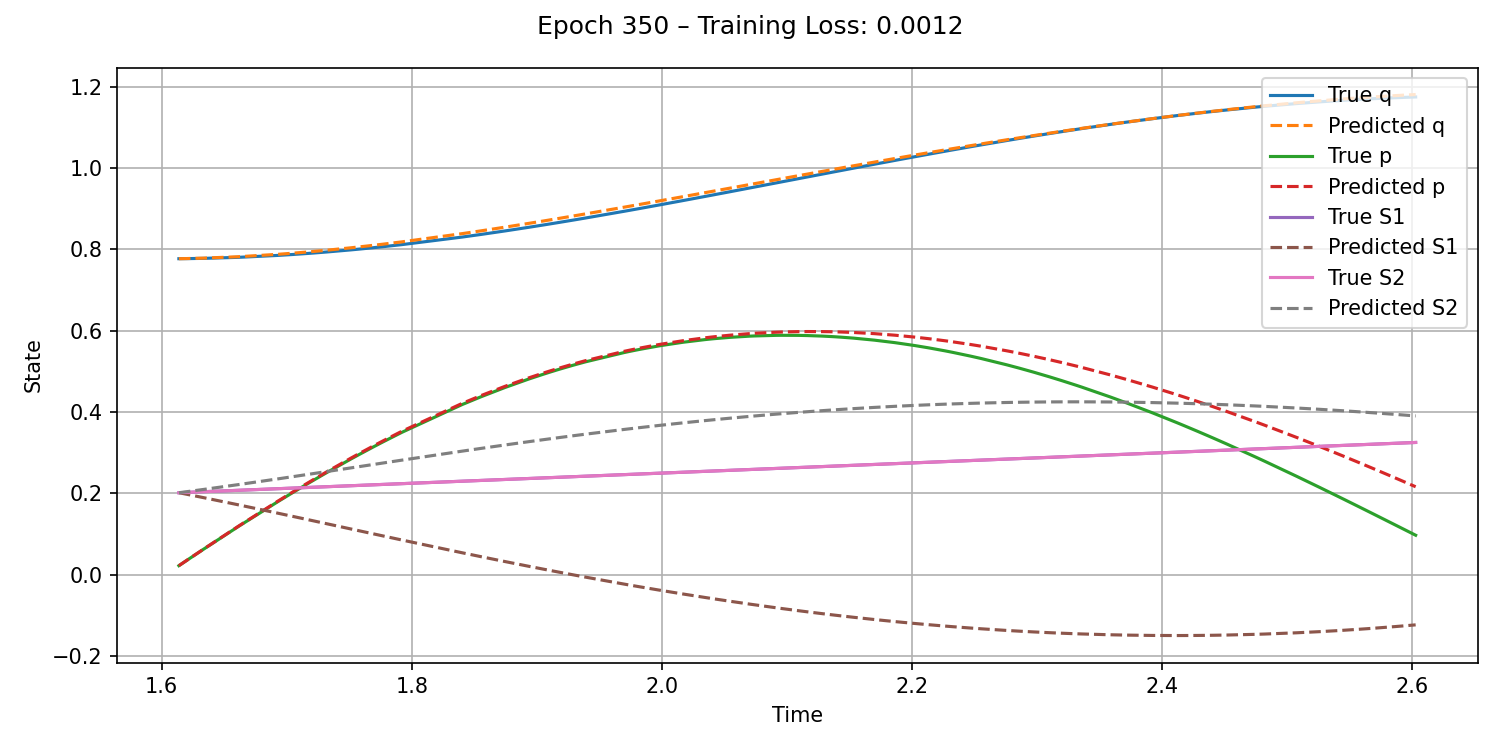 Epoch 350 – Training Loss: 0.0012
True q
Predicted q
True p
Predicted p
True S1
Predicted S1
True S2
Predicted S2
State
1.2
1.0
0.8
0.6
0.4
0.2
0.0
−0.2
1.6
1.8
2.0
2.2
2.4
2.6
Time